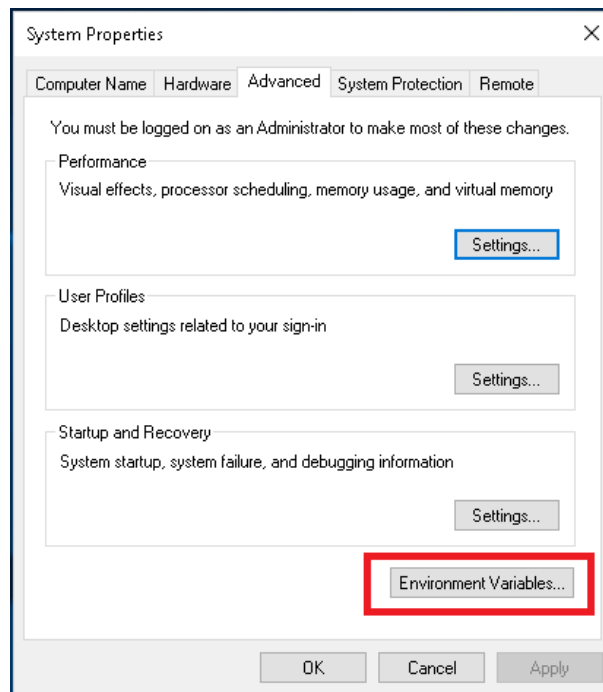 System Properties
Computer Name Hardware Advanced System Protection Remote
You must be logged on as an Administrator to make most of these changes.
Performance
Visual effects, processor scheduling, memory usage, and virtual memory
Settings...
User Profiles
Desktop settings related to your sign-in
Settings...
Startup and Recovery
System startup, system failure, and debugging information
Settings...
Environment Variables...
OK Cancel Apply